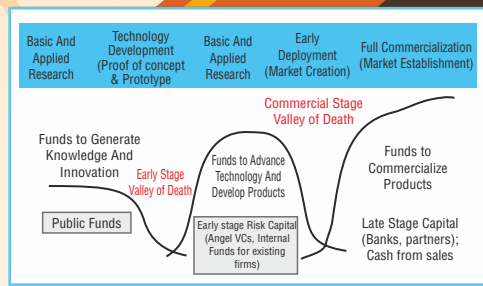 Basic And
Applied
Research
Technology
Development
(Proof of concept
& Prototype
Basic And
Applied
Research
Early
Deployment
(Market Creation)
Full Commercialization
(Market Establishment)
Commercial Stage
Valley of Death
Funds to Generate
Knowledge And
Innovation
Early Stage
Valley of Death
Funds to Advance
Technology And
Develop Products
Funds to
Commercialize
Products
Public Funds
Early stage Risk Capital
(Angel VCs, Internal
Funds for existing
firms)
Late Stage Capital
(Banks, partners);
Cash from sales